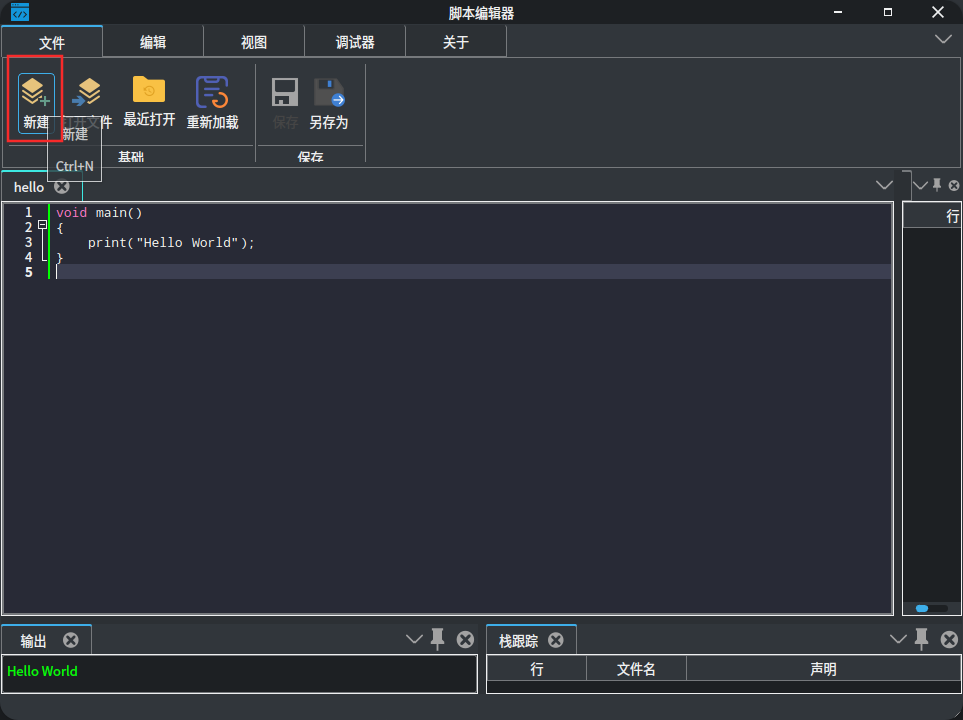 脚本编辑器
文件 编辑 视图 调试器 关于
新建 打开文件 最近打开 重新加载 保存 另存为
新建
Ctrl+N
基础 保存
hello
行
1 void main()
2 {
3 print("Hello World");
4 }
5
输出 栈跟踪
Hello World
行 文件名 声明